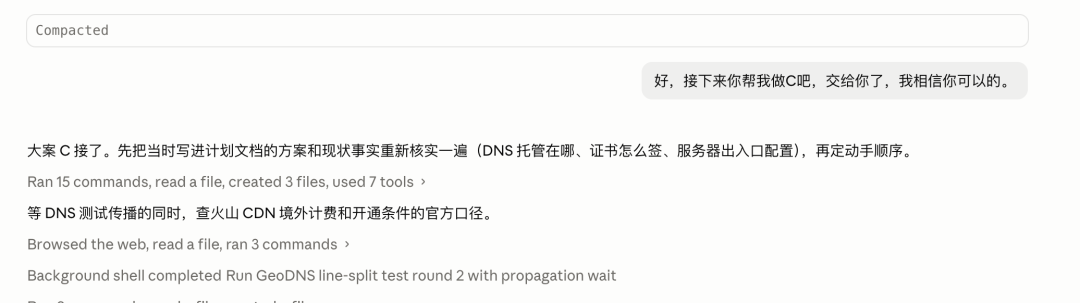 Compacted
好，接下来你帮我做C吧，交给你了，我相信你可以的。
大案 C 接了。先把当时写进计划文档的方案和现状事实重新核实一遍（DNS 托管在哪、证书怎么签、服务器出入口配置），再定动手顺序。
Ran 15 commands, read a file, created 3 files, used 7 tools ›
等 DNS 测试传播的同时，查火山 CDN 境外计费和开通条件的官方口径。
Browsed the web, read a file, ran 3 commands ›
Background shell completed Run GeoDNS line-split test round 2 with propagation wait